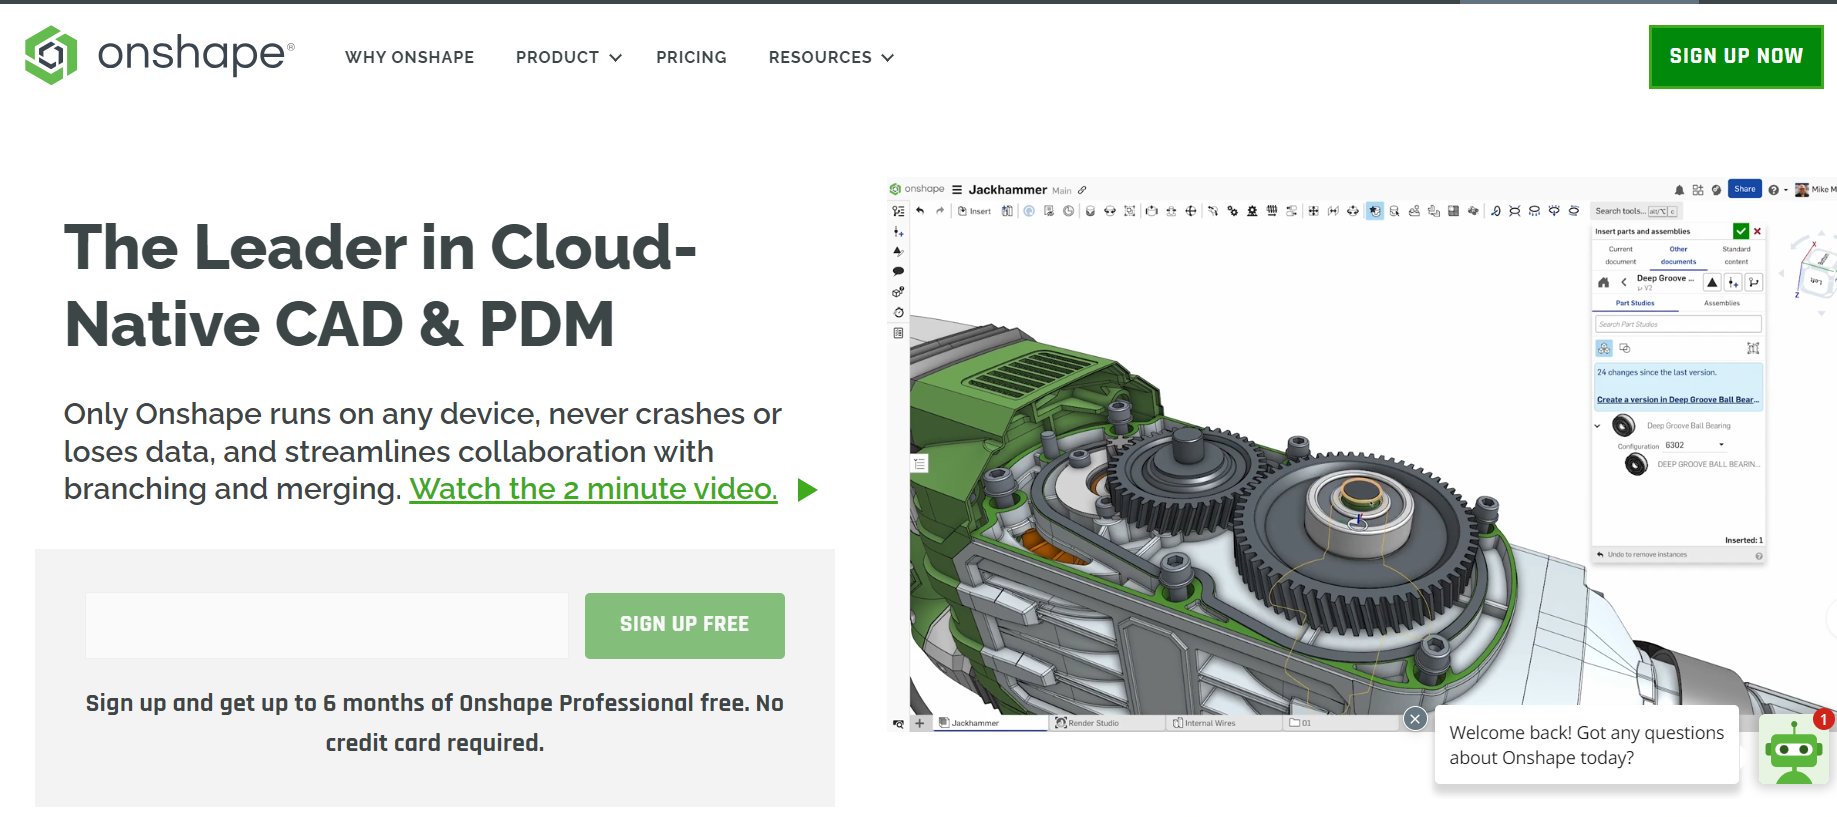 onshape®
WHY ONSHAPE
PRODUCT
PRICING
RESOURCES
SIGN UP NOW
The Leader in Cloud-
Native CAD & PDM
Only Onshape runs on any device, never crashes or
loses data, and streamlines collaboration with
branching and merging. Watch the 2 minute video.
SIGN UP FREE
Sign up and get up to 6 months of Onshape Professional free. No
credit card required.
onshape Jackhammer Main
Share
Mike M
Insert
Search tools... alt/⌥ c
Insert parts and assemblies
Current
document
Other
documents
Standard
content
Deep Groove ...
V2
Part Studios
Assemblies
Search Part Studios
24 changes since the last version.
Create a version in Deep Groove Ball Bear...
Deep Groove Ball Bearing
Configuration 6302
DEEP GROOVE BALL BEARIN...
Inserted: 1
Undo to remove instances
X
Z
Left
Jackhammer
Render Studio
Internal Wires
01
Welcome back! Got any questions
about Onshape today?
1